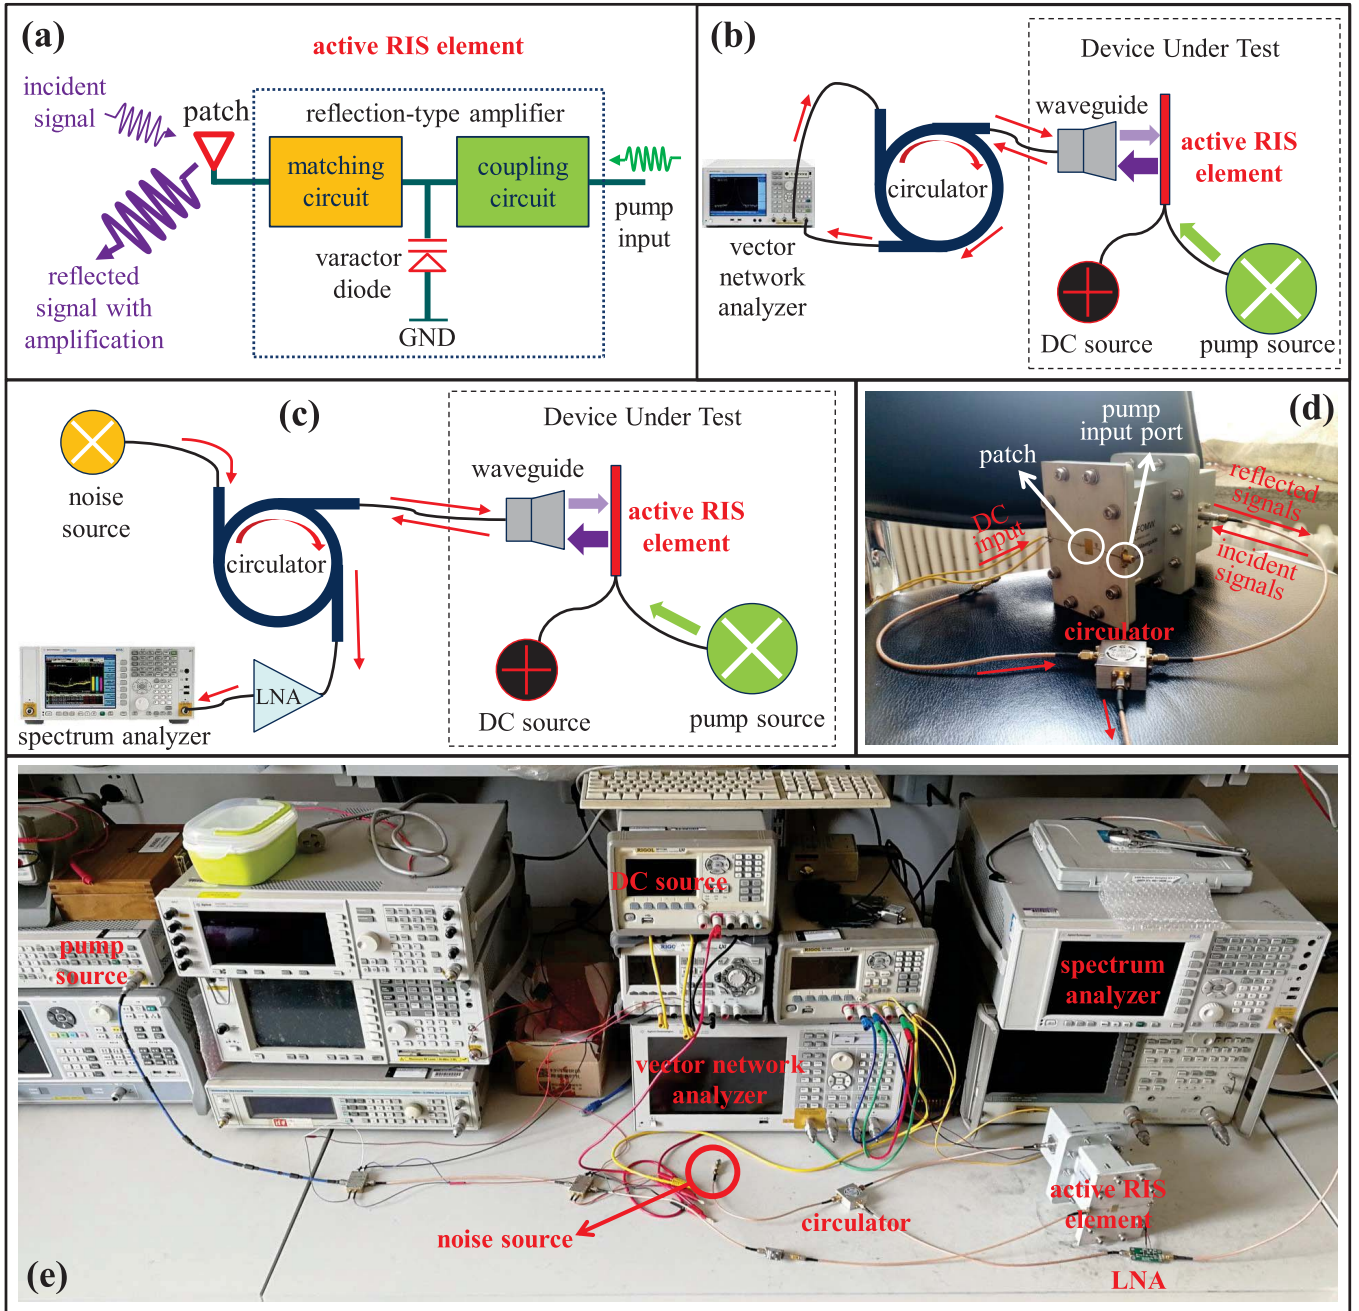 (a)
active RIS element
incident
signal
patch
reflection-type amplifier
matching
circuit
coupling
circuit
pump
input
varactor
diode
GND
reflected
signal with
amplification
(b)
Device Under Test
waveguide
active RIS
element
circulator
vector
network
analyzer
DC source
pump source
(c)
Device Under Test
noise
source
waveguide
active RIS
element
circulator
LNA
spectrum analyzer
DC source
pump source
(d)
pump
input port
patch
reflected
signals
DC
input
incident
signals
circulator
(e)
pump
source
DC source
RIGOL
RIGOL
spectrum
analyzer
vector network
analyzer
noise source
circulator
active RIS
element
LNA